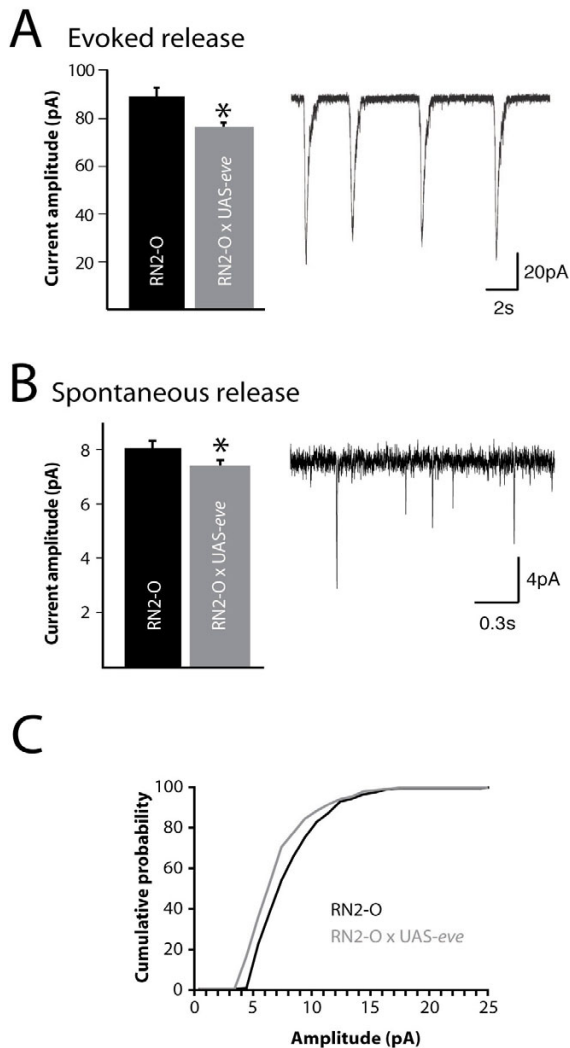 A
Evoked release
Current amplitude (pA)
100
80
60
40
20
*
RN2-O
RN2-O x UAS-eve
20pA
2s
B
Spontaneous release
Current amplitude (pA)
8
6
4
2
*
RN2-O
RN2-O x UAS-eve
4pA
0.3s
C
Cumulative probability
100
80
60
40
20
0
RN2-O
RN2-O x UAS-eve
0 5 10 15 20 25
Amplitude (pA)